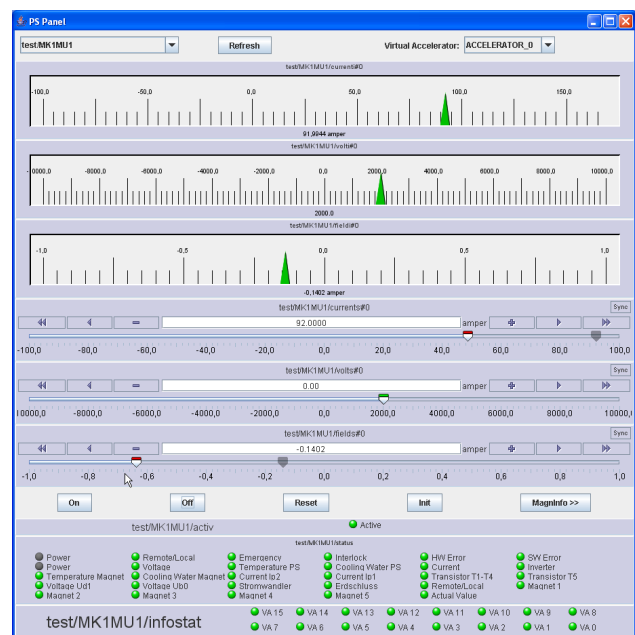 PS Panel
test/MK1MU1 Refresh Virtual Accelerator: ACCELERATOR_0
test/MK1MU1/currenti#0
-100,0 -50,0 0,0 50,0 100,0 150,0
91,9944 amper
test/MK1MU1/volti#0
-0000,0 -8000,0 -6000,0 -4000,0 -2000,0 0,0 2000,0 4000,0 6000,0 8000,0 10000,0
2000.0
test/MK1MU1/fieldi#0
-1,0 -0,5 0,0 0,5 1,0
-0,1402 amper
test/MK1MU1/currents#0 Sync
92.0000 amper
-100,0 -80,0 -60,0 -40,0 -20,0 0,0 20,0 40,0 60,0 80,0 100,0
test/MK1MU1/volts#0 Sync
0.00 amper
10000,0 -8000,0 -6000,0 -4000,0 -2000,0 0,0 2000,0 4000,0 6000,0 8000,0 10000,0
test/MK1MU1/fields#0 Sync
-0.1402 amper
-1,0 -0,8 -0,6 -0,4 -0,2 0,0 0,2 0,4 0,6 0,8 1,0
On Off Reset Init MagnInfo >>
test/MK1MU1/activ Active
test/MK1MU1/status
Power Remote/Local Emergency Interlock HW Error SW Error
Power Voltage Temperature PS Cooling Water PS Current Inverter
Temperature Magnet Cooling Water Magnet Current Ip2 Current Ip1 Transistor T1-T4 Transistor T5
Voltage Ud1 Voltage Ub0 Stromwandler Erdschluss Remote/Local Magnet 1
Magnet 2 Magnet 3 Magnet 4 Magnet 5 Actual Value
test/MK1MU1/infostat
VA 15 VA 14 VA 13 VA 12 VA 11 VA 10 VA 9 VA 8
VA 7 VA 6 VA 5 VA 4 VA 3 VA 2 VA 1 VA 0